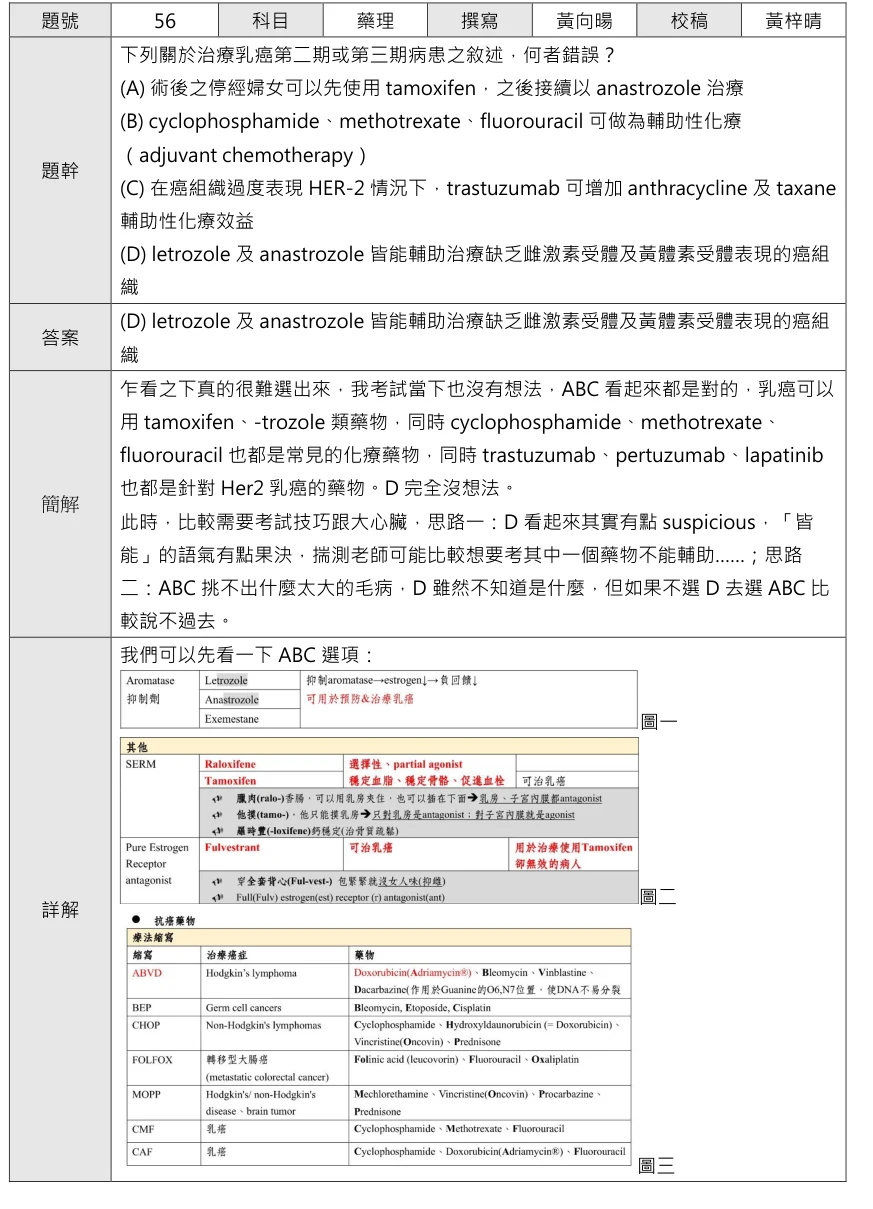 題號 56 科目 藥理 撰寫 黃向暘 校稿 黃梓晴
題幹
下列關於治療乳癌第二期或第三期病患之敘述，何者錯誤？
(A) 術後之停經婦女可以先使用 tamoxifen，之後接續以 anastrozole 治療
(B) cyclophosphamide、methotrexate、fluorouracil 可做為輔助性化療
（adjuvant chemotherapy）
(C) 在癌組織過度表現 HER-2 情況下，trastuzumab 可增加 anthracycline 及 taxane
輔助性化療效益
(D) letrozole 及 anastrozole 皆能輔助治療缺乏雌激素受體及黃體素受體表現的癌組
織
答案
(D) letrozole 及 anastrozole 皆能輔助治療缺乏雌激素受體及黃體素受體表現的癌組
織
簡解
乍看之下真的很難選出來，我考試當下也沒有想法，ABC 看起來都是對的，乳癌可以
用 tamoxifen、-trozole 類藥物，同時 cyclophosphamide、methotrexate、
fluorouracil 也都是常見的化療藥物，同時 trastuzumab、pertuzumab、lapatinib
也都是針對 Her2 乳癌的藥物。D 完全沒想法。
此時，比較需要考試技巧跟大心臟，思路一：D 看起來其實有點 suspicious，「皆
能」的語氣有點果決，揣測老師可能比較想要考其中一個藥物不能輔助......；思路
二：ABC 挑不出什麼太大的毛病，D 雖然不知道是什麼，但如果不選 D 去選 ABC 比
較說不過去。
詳解
我們可以先看一下 ABC 選項：
Aromatase Letrozole 抑制aromatase→estrogen↓→負回饋↓
抑制劑 Anastrozole 可用於預防&治療乳癌
Exemestane
圖一
其他
SERM Raloxifene 選擇性、partial agonist
Tamoxifen 穩定血脂、穩定骨骼、促進血栓 可治乳癌
臘肉(ralo-)香腸，可以用乳房夾住，也可以插在下面➔乳房、子宮內膜都antagonist
他摸(tamo-)，他只能摸乳房➔只對乳房是antagonist；對子宮內膜就是agonist
羅時豐(-loxifene)鈣穩定(治骨質疏鬆)
Pure Estrogen Fulvestrant 可治乳癌 用於治療使用Tamoxifen
Receptor 卻無效的病人
antagonist 穿全套背心(Ful-vest-) 包緊緊就沒女人味(抑雌)
Full(Fulv) estrogen(est) receptor (r) antagonist(ant)
圖二
● 抗癌藥物
療法縮寫
縮寫 治療癌症 藥物
ABVD Hodgkin's lymphoma Doxorubicin(Adriamycin®)、Bleomycin、Vinblastine、
Dacarbazine(作用於Guanine的O6,N7位置，使DNA不易分裂
BEP Germ cell cancers Bleomycin, Etoposide, Cisplatin
CHOP Non-Hodgkin's lymphomas Cyclophosphamide、Hydroxyldaunorubicin (= Doxorubicin)、
Vincristine(Oncovin)、Prednisone
FOLFOX 轉移型大腸癌 Folinic acid (leucovorin)、Fluorouracil、Oxaliplatin
(metastatic colorectal cancer)
MOPP Hodgkin's/ non-Hodgkin's Mechlorethamine、Vincristine(Oncovin)、Procarbazine、
disease、brain tumor Prednisone
CMF 乳癌 Cyclophosphamide、Methotrexate、Fluorouracil
CAF 乳癌 Cyclophosphamide、Doxorubicin(Adriamycin®)、Fluorouracil
圖三